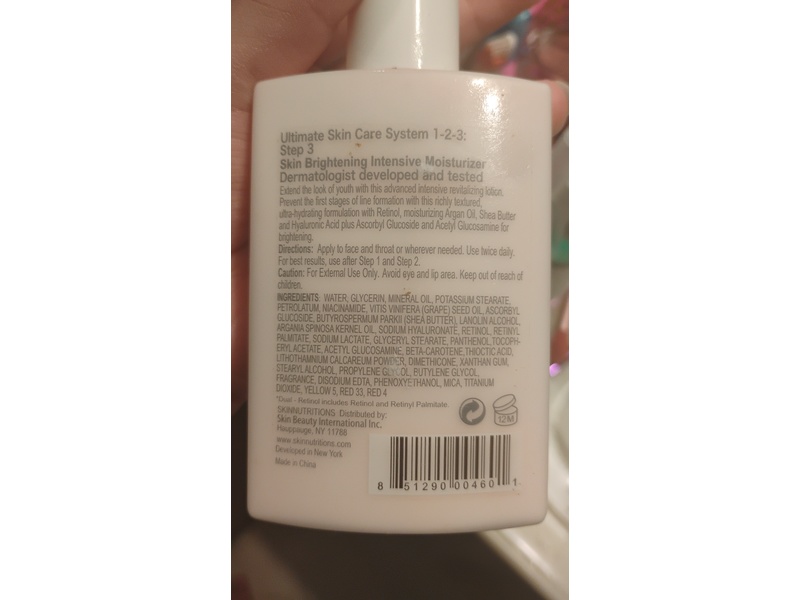 Ultimate Skin Care System 1-2-3:
Step 3
Skin Brightening Intensive Moisturizer
Dermatologist developed and tested
Extend the look of youth with this advanced intensive revitalizing lotion.
Prevent the first stages of line formation with this richly textured,
ultra-hydrating formulation with Retinol, moisturizing Argan Oil, Shea Butter
and Hyaluronic Acid plus Ascorbyl Glucoside and Acetyl Glucosamine for
brightening.
Directions: Apply to face and throat or wherever needed. Use twice daily.
For best results, use after Step 1 and Step 2.
Caution: For External Use Only. Avoid eye and lip area. Keep out of reach of
children.
INGREDIENTS: WATER, GLYCERIN, MINERAL OIL, POTASSIUM STEARATE,
PETROLATUM, NIACINAMIDE, VITIS VINIFERA (GRAPE) SEED OIL, ASCORBYL
GLUCOSIDE, BUTYROSPERMUM PARKII (SHEA BUTTER), LANOLIN ALCOHOL,
ARGANIA SPINOSA KERNEL OIL, SODIUM HYALURONATE, RETINOL, RETINYL
PALMITATE, SODIUM LACTATE, GLYCERYL STEARATE, PANTHENOL,TOCOPH-
ERYL ACETATE, ACETYL GLUCOSAMINE, BETA-CAROTENE,THIOCTIC ACID,
LITHOTHAMNIUM CALCAREUM POWDER, DIMETHICONE, XANTHAN GUM,
STEARYL ALCOHOL, PROPYLENE GLYCOL, BUTYLENE GLYCOL,
FRAGRANCE, DISODIUM EDTA, PHENOXYETHANOL, MICA, TITANIUM
DIOXIDE, YELLOW 5, RED 33, RED 4
*Dual - Retinol includes Retinol and Retinyl Palmitate.
SKINNUTRITIONS. Distributed by:
Skin Beauty International Inc.
Hauppauge, NY 11788
www.skinnutritions.com
Developed in New York
Made in China
12M
8 51290 00460 1